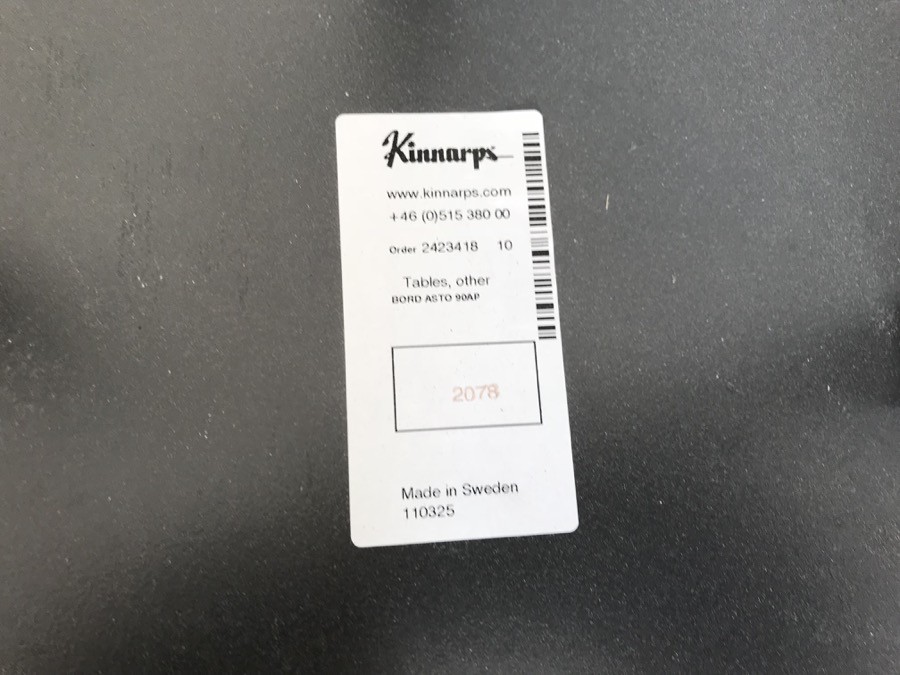 Kinnarps
www.kinnarps.com
+46 (0)515 380 00
Order 2423418 10
Tables, other
BORD ASTO 90AP
2078
Made in Sweden
110325